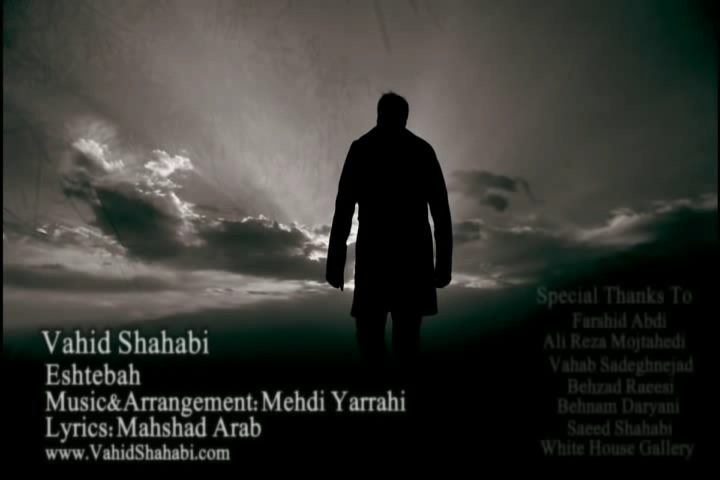 Vahid Shahabi
Eshtebah
Music&Arrangement: Mehdi Yarrahi
Lyrics: Mahshad Arab
www.VahidShahabi.com
Special Thanks To
Farshid Abdi
Ali Reza Mojtahedi
Vahab Sadeghnejad
Behzad Raeesi
Behnam Daryani
Saeed Shahabi
White House Gallery